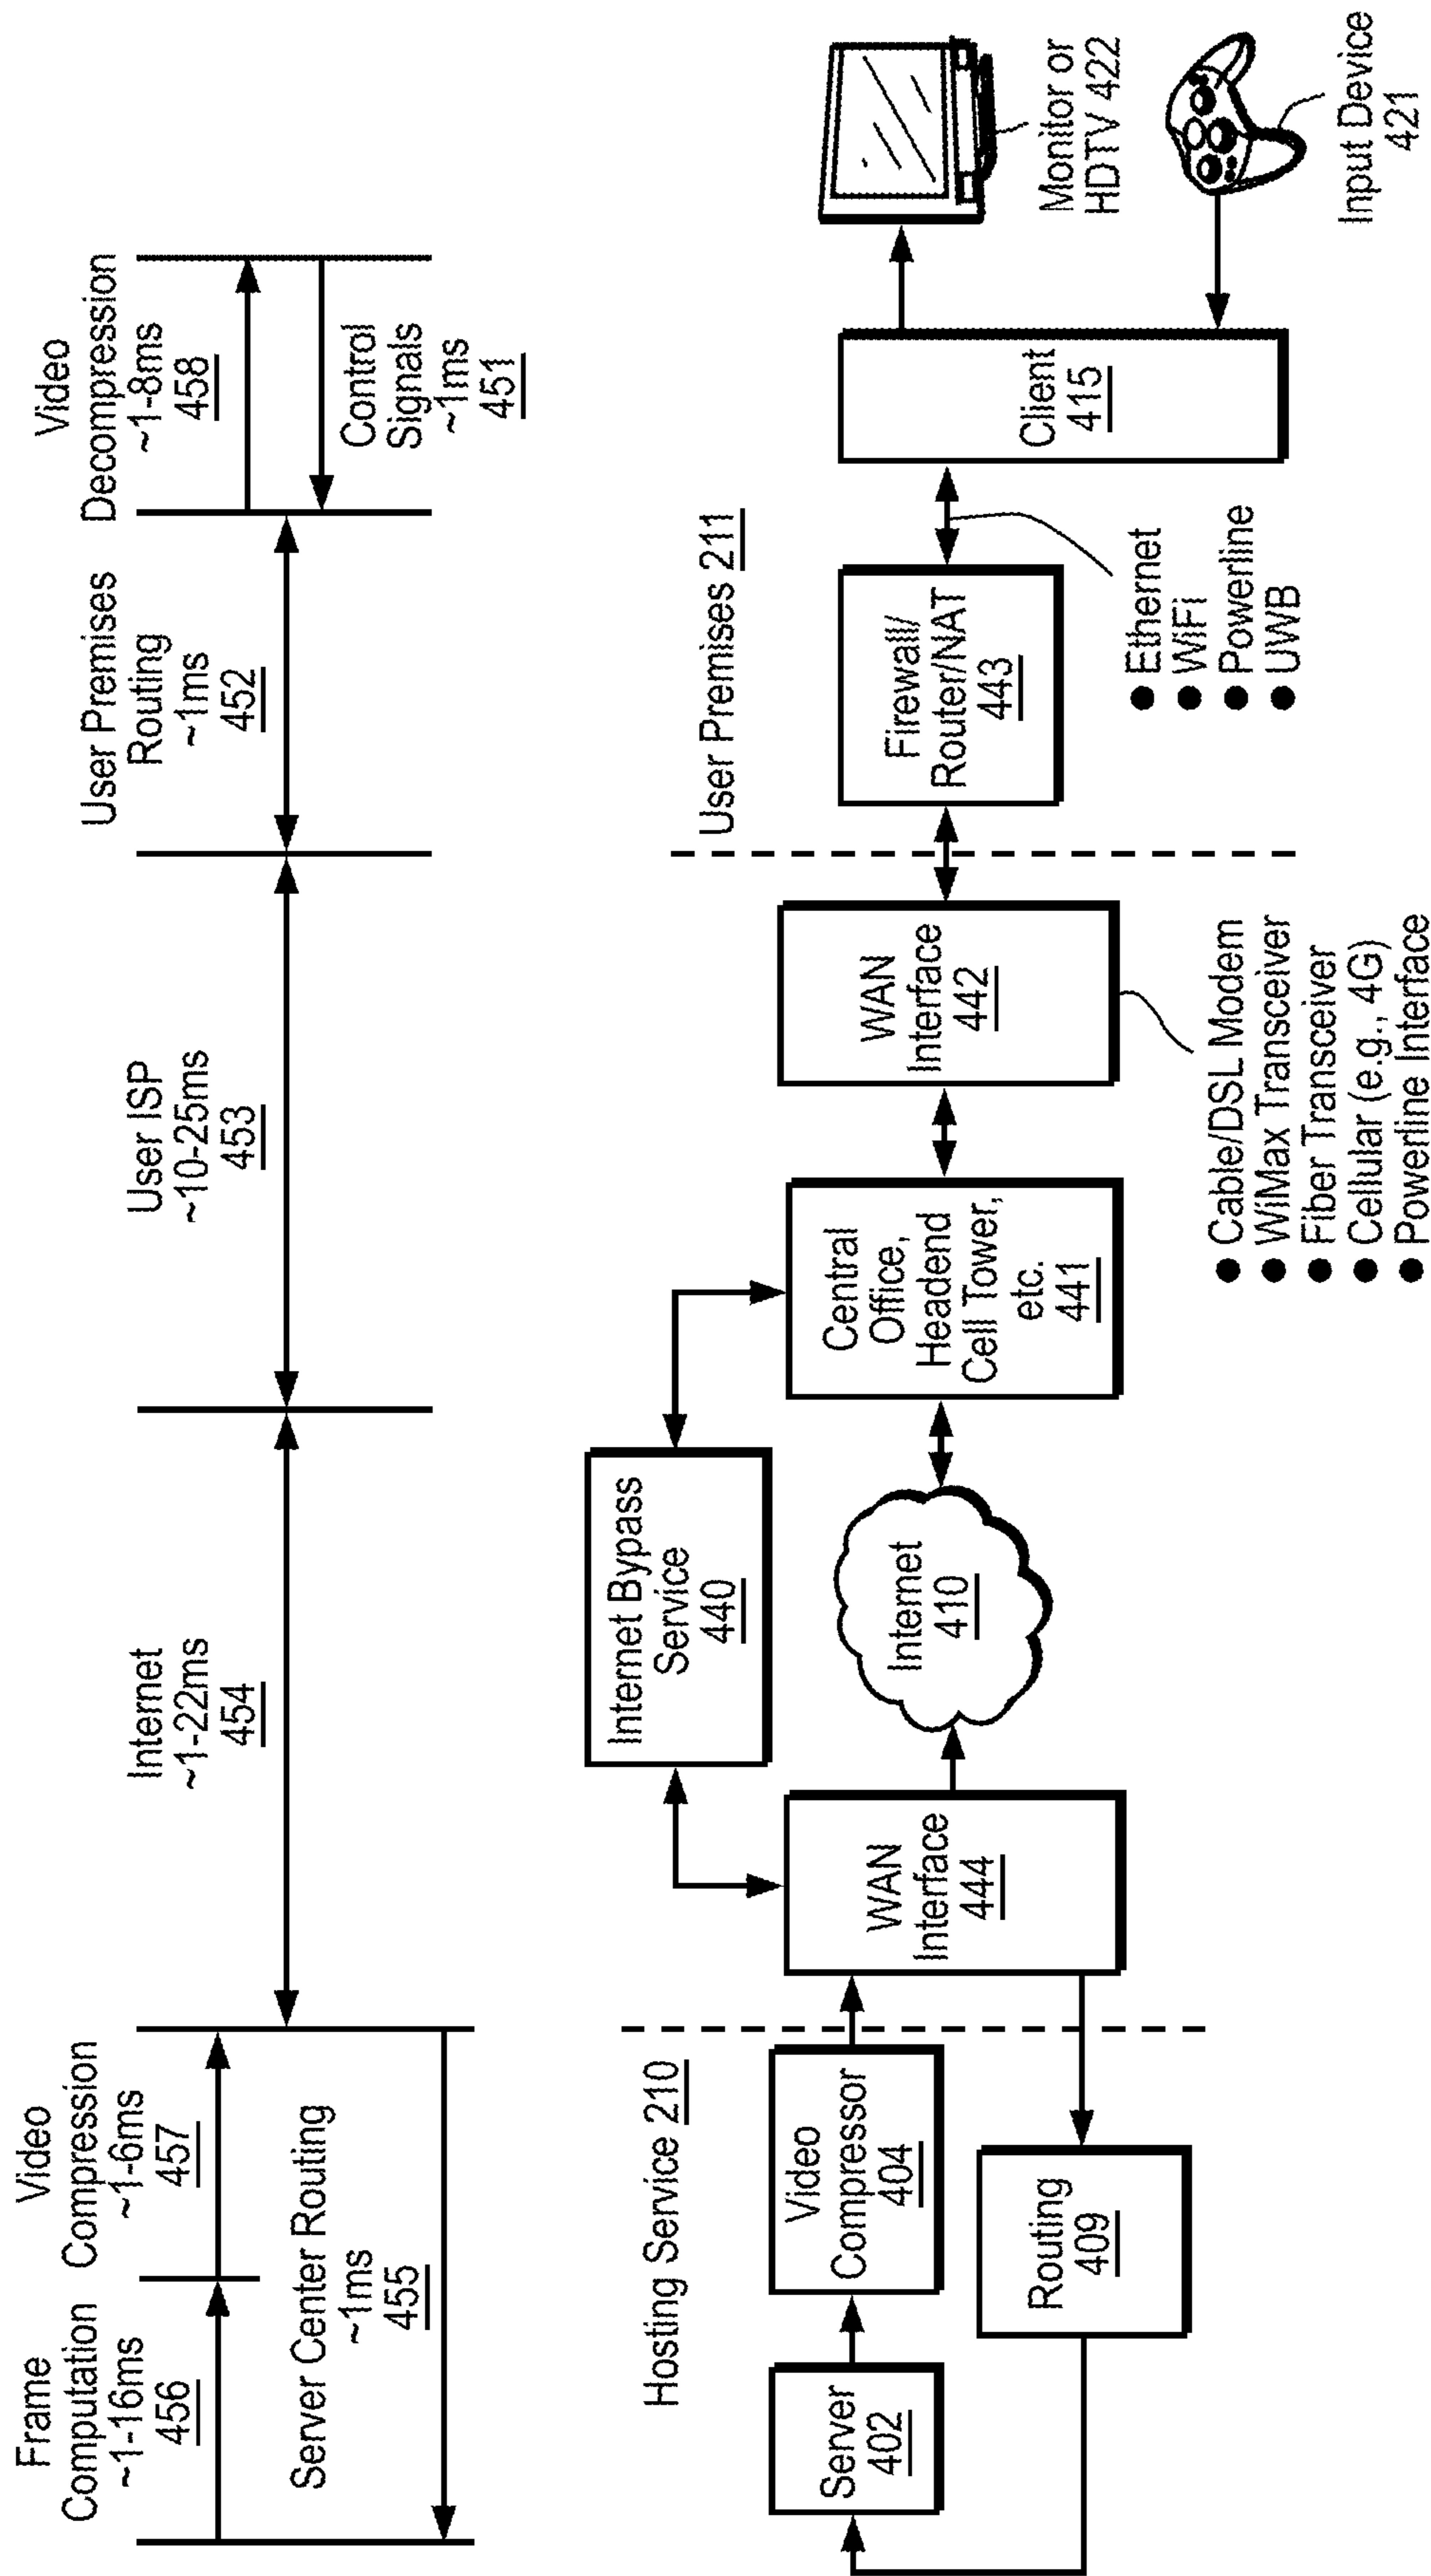 Frame
Computation
~1-16ms
456
Video
Compression
~1-6ms
457
Server Center Routing
~1ms
455
Internet
~1-22ms
454
User ISP
~10-25ms
453
User Premises
Routing
~1ms
452
Video
Decompression
~1-8ms
458
Control
Signals
~1ms
451
Hosting Service 210
Server
402
Video
Compressor
404
Routing
409
WAN
Interface
444
Internet Bypass
Service
440
Internet
410
Central
Office,
Headend
Cell Tower,
etc.
441
WAN
Interface
442
● Cable/DSL Modem
● WiMax Transceiver
● Fiber Transceiver
● Cellular (e.g., 4G)
● Powerline Interface
User Premises 211
Firewall/
Router/NAT
443
● Ethernet
● WiFi
● Powerline
● UWB
Client
415
Monitor or
HDTV 422
Input Device
421